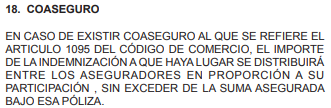 18. COASEGURO
EN CASO DE EXISTIR COASEGURO AL QUE SE REFIERE EL
ARTICULO 1095 DEL CÓDIGO DE COMERCIO, EL IMPORTE
DE LA INDEMNIZACIÓN A QUE HAYA LUGAR SE DISTRIBUIRÁ
ENTRE LOS ASEGURADORES EN PROPORCIÓN A SU
PARTICIPACIÓN , SIN EXCEDER DE LA SUMA ASEGURADA
BAJO ESA PÓLIZA.